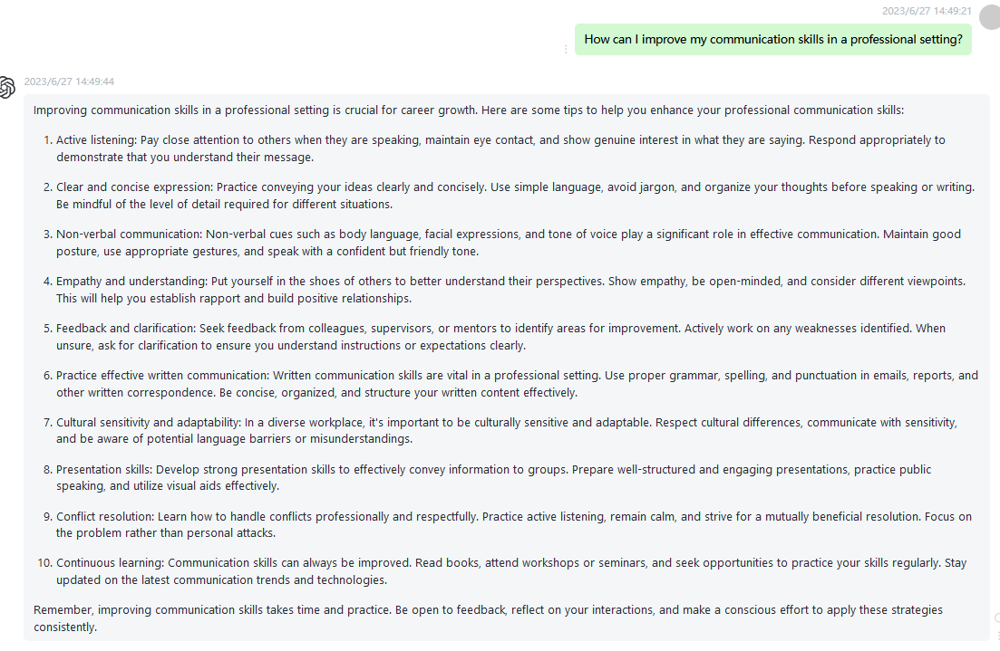 2023/6/27 14:49:21
How can I improve my communication skills in a professional setting?
2023/6/27 14:49:44
Improving communication skills in a professional setting is crucial for career growth. Here are some tips to help you enhance your professional communication skills:
1. Active listening: Pay close attention to others when they are speaking, maintain eye contact, and show genuine interest in what they are saying. Respond appropriately to
demonstrate that you understand their message.
2. Clear and concise expression: Practice conveying your ideas clearly and concisely. Use simple language, avoid jargon, and organize your thoughts before speaking or writing.
Be mindful of the level of detail required for different situations.
3. Non-verbal communication: Non-verbal cues such as body language, facial expressions, and tone of voice play a significant role in effective communication. Maintain good
posture, use appropriate gestures, and speak with a confident but friendly tone.
4. Empathy and understanding: Put yourself in the shoes of others to better understand their perspectives. Show empathy, be open-minded, and consider different viewpoints.
This will help you establish rapport and build positive relationships.
5. Feedback and clarification: Seek feedback from colleagues, supervisors, or mentors to identify areas for improvement. Actively work on any weaknesses identified. When
unsure, ask for clarification to ensure you understand instructions or expectations clearly.
6. Practice effective written communication: Written communication skills are vital in a professional setting. Use proper grammar, spelling, and punctuation in emails, reports, and
other written correspondence. Be concise, organized, and structure your written content effectively.
7. Cultural sensitivity and adaptability: In a diverse workplace, it's important to be culturally sensitive and adaptable. Respect cultural differences, communicate with sensitivity,
and be aware of potential language barriers or misunderstandings.
8. Presentation skills: Develop strong presentation skills to effectively convey information to groups. Prepare well-structured and engaging presentations, practice public
speaking, and utilize visual aids effectively.
9. Conflict resolution: Learn how to handle conflicts professionally and respectfully. Practice active listening, remain calm, and strive for a mutually beneficial resolution. Focus on
the problem rather than personal attacks.
10. Continuous learning: Communication skills can always be improved. Read books, attend workshops or seminars, and seek opportunities to practice your skills regularly. Stay
updated on the latest communication trends and technologies.
Remember, improving communication skills takes time and practice. Be open to feedback, reflect on your interactions, and make a conscious effort to apply these strategies
consistently.